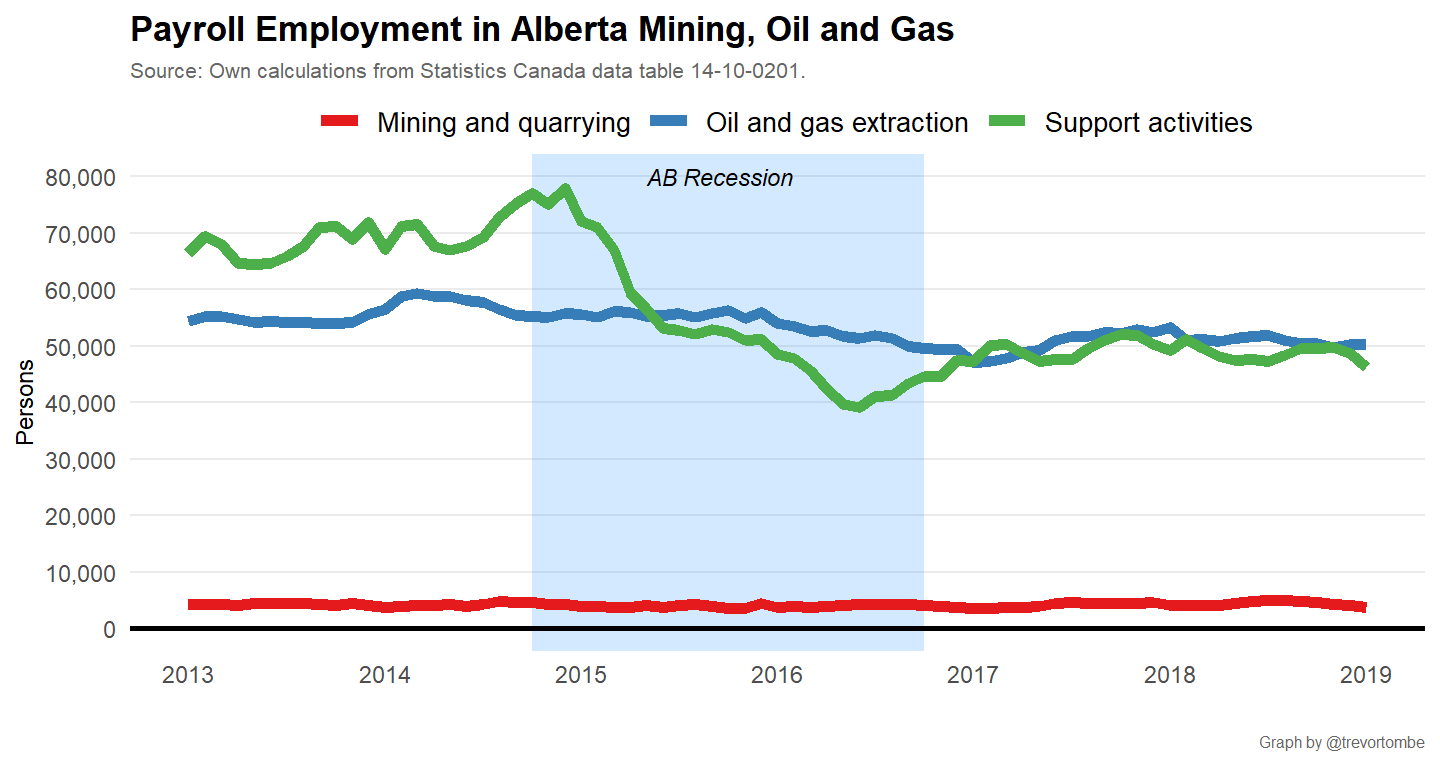 Payroll Employment in Alberta Mining, Oil and Gas
Source: Own calculations from Statistics Canada data table 14-10-0201.
Mining and quarrying Oil and gas extraction Support activities
AB Recession
Persons
80,000
70,000
60,000
50,000
40,000
30,000
20,000
10,000
0
2013 2014 2015 2016 2017 2018 2019
Graph by @trevortombe